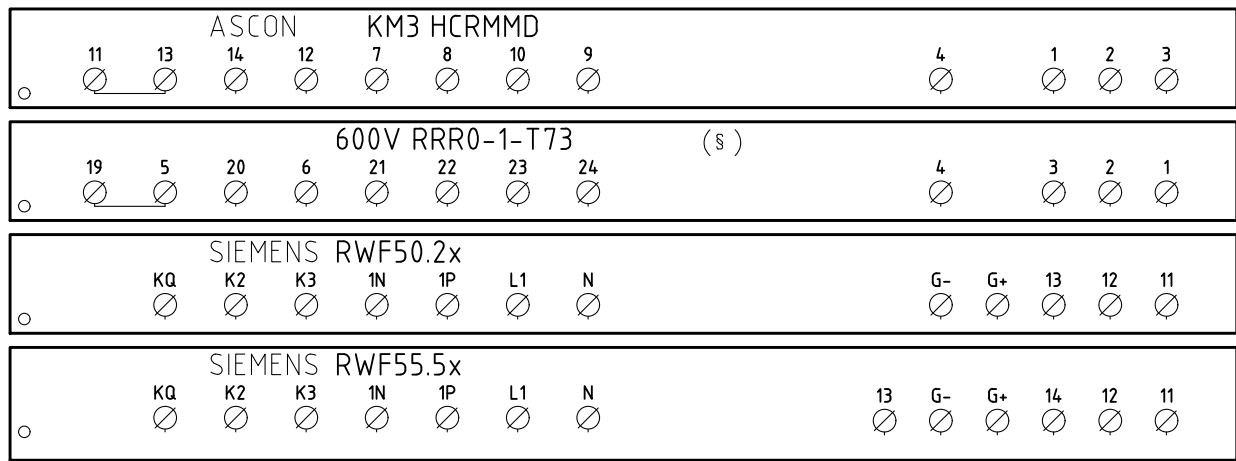 ASCON KM3 HCRMMD
11 13 14 12 7 8 10 9 4 1 2 3
600V RRR0-1-T73 (§)
19 5 20 6 21 22 23 24 4 3 2 1
SIEMENS RWF50.2x
KQ K2 K3 1N 1P L1 N G- G+ 13 12 11
SIEMENS RWF55.5x
KQ K2 K3 1N 1P L1 N 13 G- G+ 14 12 11